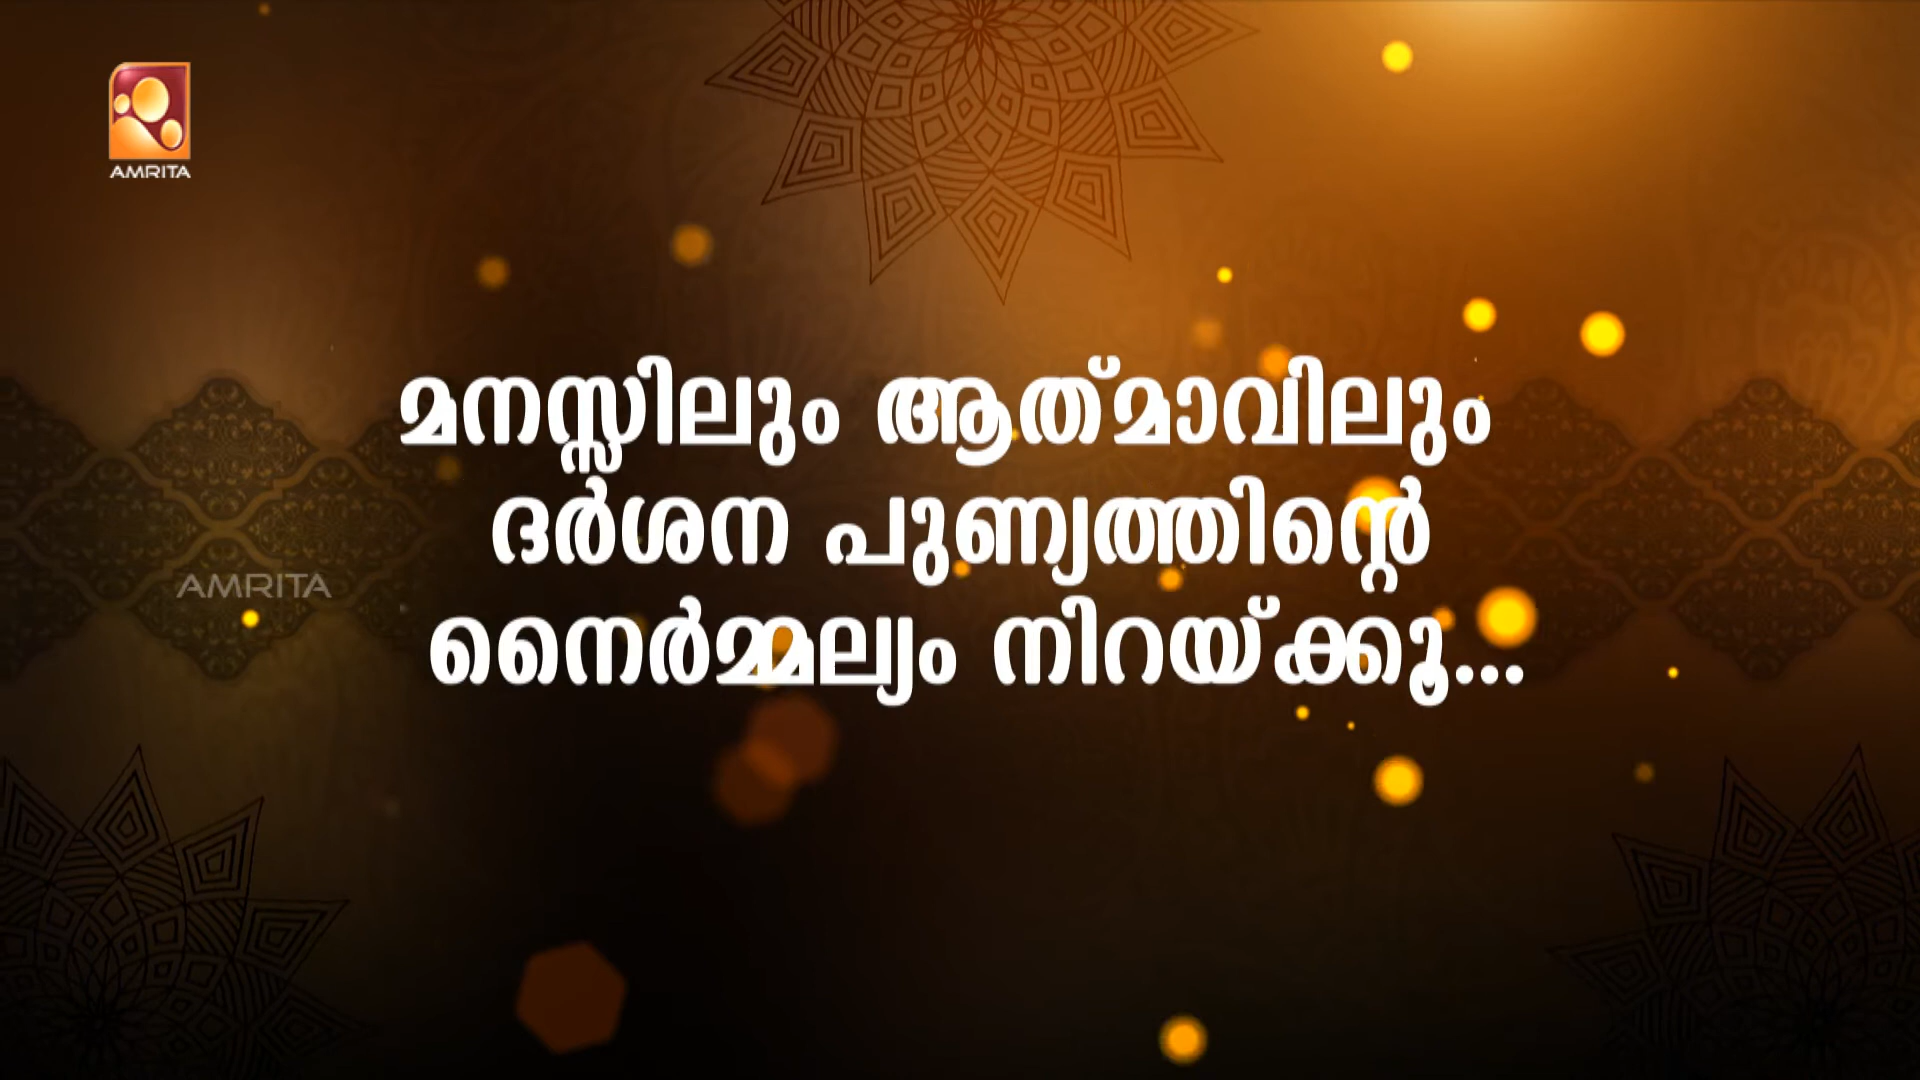 AMRITA
മനസ്സിലും ആത്‌മാവിലും
ദർശന പുണ്യത്തിന്റെ
AMRITA
നൈർമ്മല്യം നിറയ്ക്കൂ...